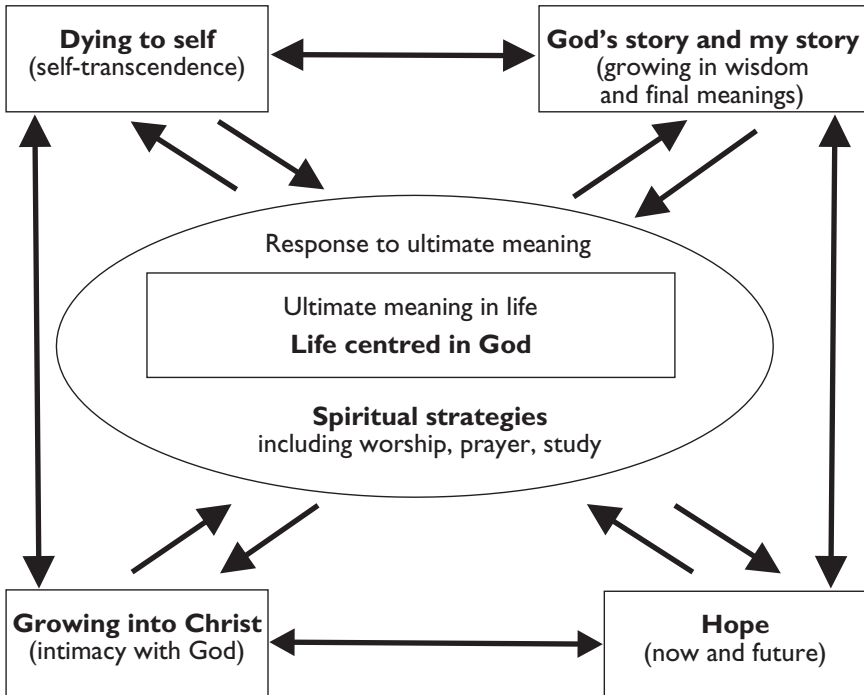 Dying to self
(self-transcendence)
God’s story and my story
(growing in wisdom
and final meanings)
Response to ultimate meaning
Ultimate meaning in life
Life centred in God
Spiritual strategies
including worship, prayer, study
Growing into Christ
(intimacy with God)
Hope
(now and future)